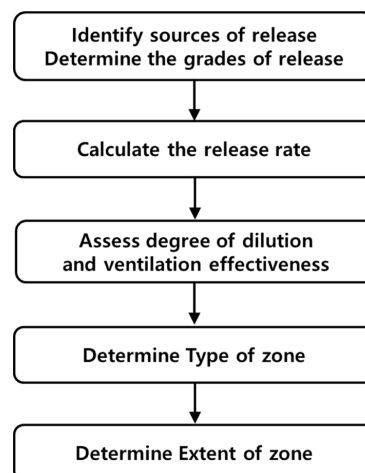 Identify sources of release
Determine the grades of release
Calculate the release rate
Assess degree of dilution
and ventilation effectiveness
Determine Type of zone
Determine Extent of zone